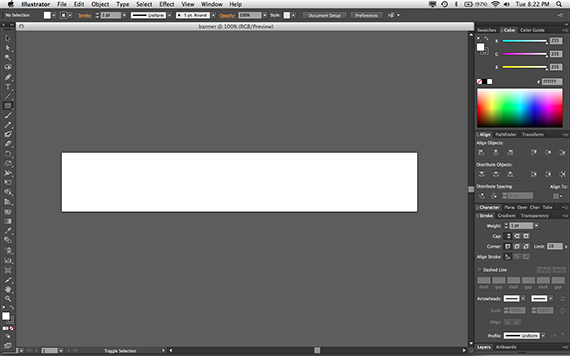 Illustrator File Edit Object Type Select Effect View Window Help (97%) Tue 8:22 PM
No Selection Stroke: 1 pt Uniform 5 pt. Round Opacity: 100% Style: Document Setup Preferences
banner @ 100% (RGB/Preview)
Swatches Color Color Guide
R 255
G 255
B 255
# ffffff
Align Pathfinder Transform
Align Objects:
Distribute Objects:
Distribute Spacing: Align To:
Character Para Open Char Tabs
Stroke Gradient Transparency
Weight: 1 pt
Cap:
Corner: Limit: 10 x
Align Stroke:
Dashed Line
dash gap dash gap dash gap
Arrowheads:
Scale:
Align:
Profile: Uniform
Layers Artboards
1 Toggle Selection